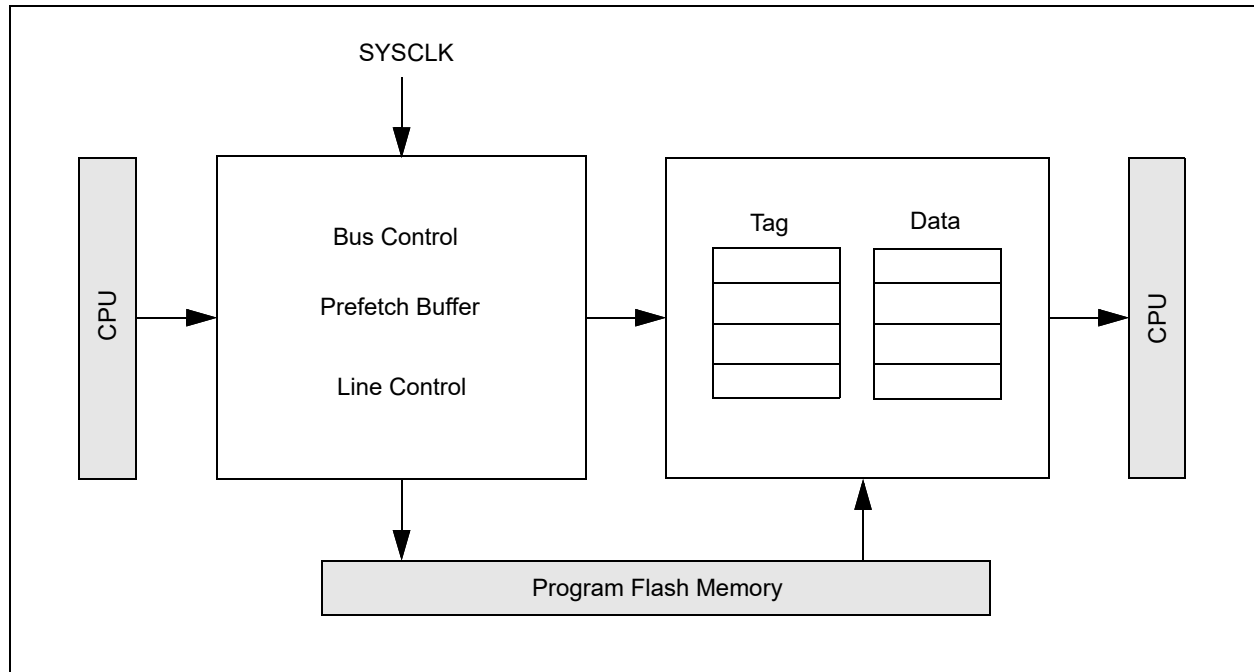 SYSCLK
CPU
Bus Control
Prefetch Buffer
Line Control
Tag
Data
CPU
Program Flash Memory